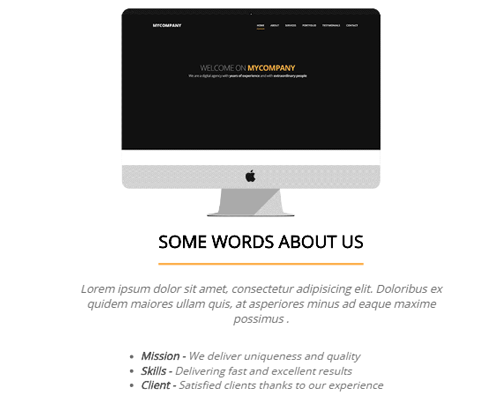 MYCOMPANY
HOME ABOUT SERVICES PORTFOLIO TESTIMONIALS CONTACT
WELCOME ON MYCOMPANY
We are a digital agency with years of experience and with extraordinary people
SOME WORDS ABOUT US
Lorem ipsum dolor sit amet, consectetur adipisicing elit. Doloribus ex
quidem maiores ullam quis, at asperiores minus ad eaque maxime
possimus .
• Mission - We deliver uniqueness and quality
• Skills - Delivering fast and excellent results
• Client - Satisfied clients thanks to our experience